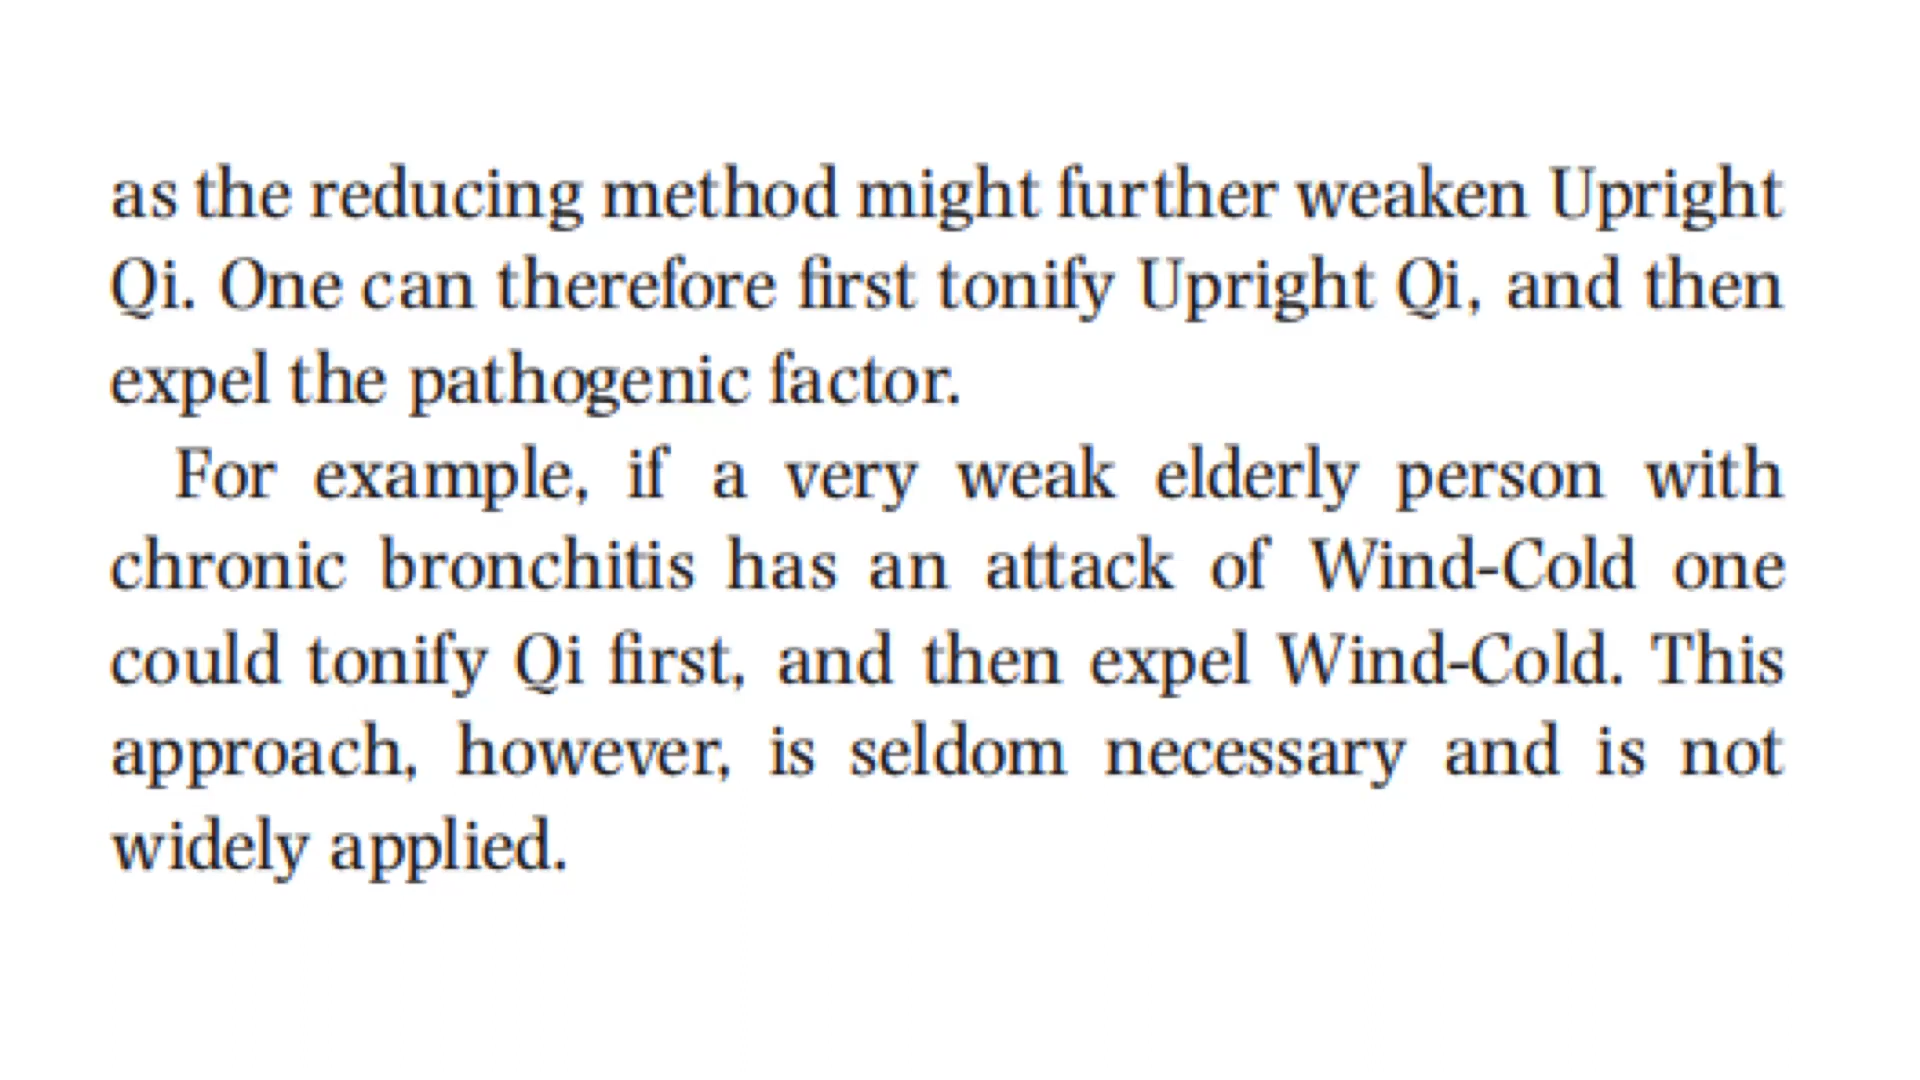 as the reducing method might further weaken Upright
Qi. One can therefore first tonify Upright Qi, and then
expel the pathogenic factor.
For example, if a very weak elderly person with
chronic bronchitis has an attack of Wind-Cold one
could tonify Qi first, and then expel Wind-Cold. This
approach, however, is seldom necessary and is not
widely applied.